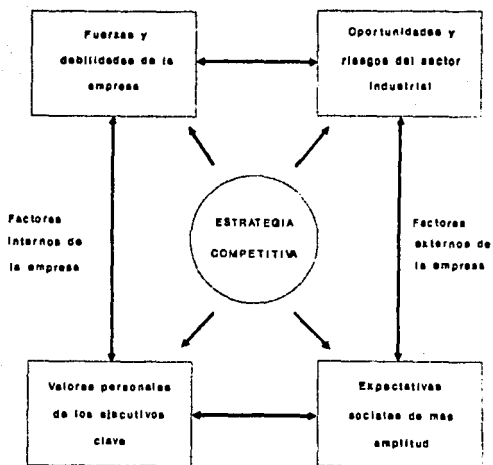 Fuerzas y
debilidades de la
empresa
Oportunidades y
riesgos del sector
industrial
ESTRATEGIA
COMPETITIVA
Factores
internos de
la empresa
Factores
externos de
la empresa
Valores personales
de los ejecutivos
clave
Expectativas
sociales de mas
amplitud